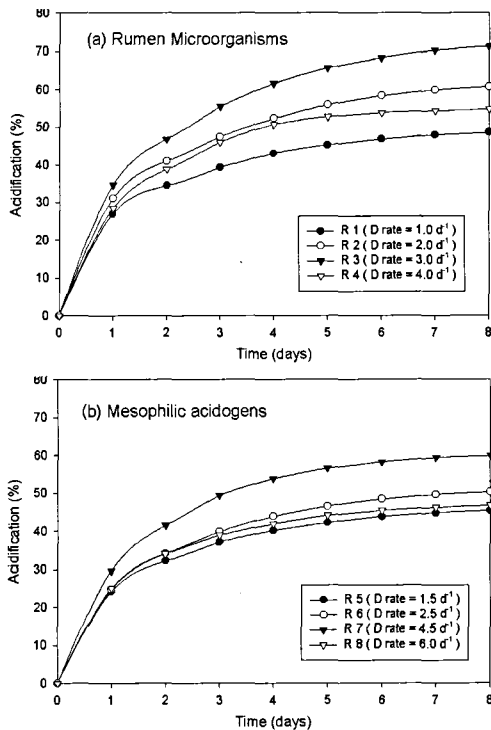 80
(a) Rumen Microorganisms
70
60
50
40
30
20
10
0
Acidification (%)
R 1 ( D rate = 1.0 d-1)
R 2 ( D rate = 2.0 d-1)
R 3 ( D rate = 3.0 d-1)
R 4 ( D rate = 4.0 d-1)
0 1 2 3 4 5 6 7 8
Time (days)
80
(b) Mesophilic acidogens
70
60
50
40
30
20
10
0
Acidification (%)
R 5 ( D rate = 1.5 d-1)
R 6 ( D rate = 2.5 d-1)
R 7 ( D rate = 4.5 d-1)
R 8 ( D rate = 6.0 d-1)
0 1 2 3 4 5 6 7 8
Time (days)